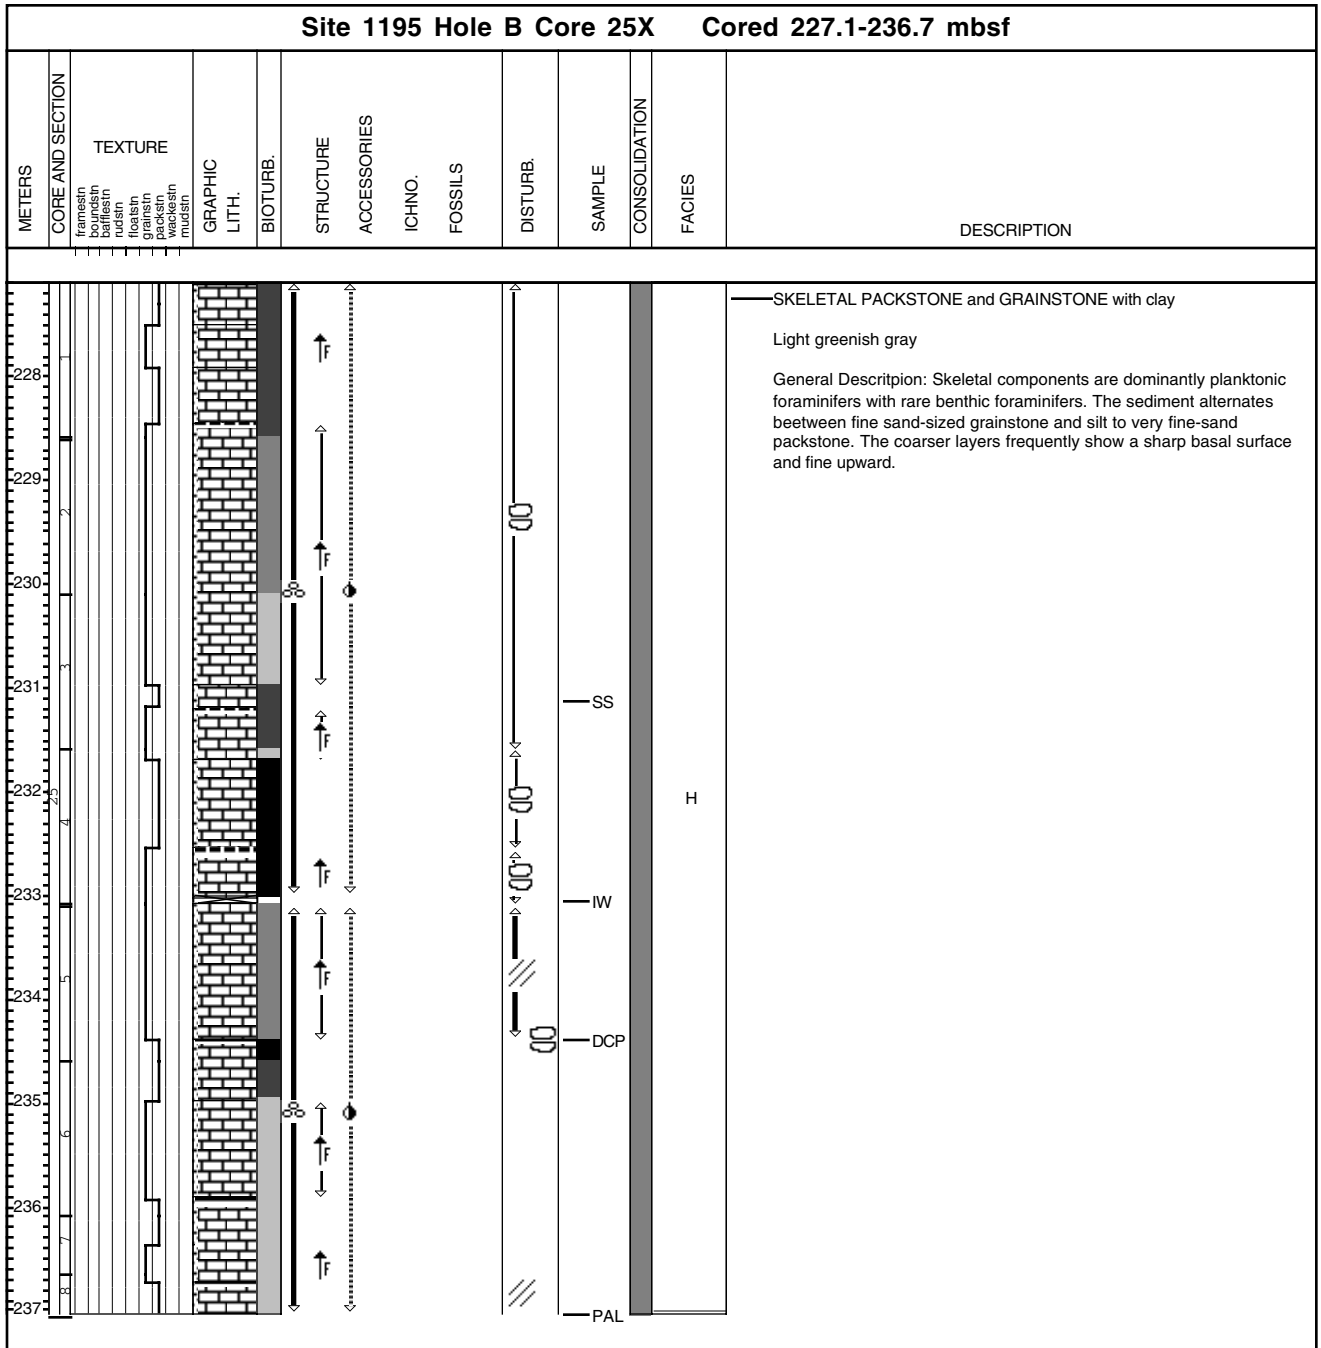 Site 1195 Hole B Core 25X Cored 227.1-236.7 mbsf
METERS
CORE AND SECTION
TEXTURE
framestn
boundstn
bafflestn
rudstn
floatstn
grainstn
packstn
wackestn
mudstn
GRAPHIC
LITH.
BIOTURB.
STRUCTURE
ACCESSORIES
ICHNO.
FOSSILS
DISTURB.
SAMPLE
CONSOLIDATION
FACIES
DESCRIPTION
SKELETAL PACKSTONE and GRAINSTONE with clay
Light greenish gray
General Descritpion: Skeletal components are dominantly planktonic
foraminifers with rare benthic foraminifers. The sediment alternates
beetween fine sand-sized grainstone and silt to very fine-sand
packstone. The coarser layers frequently show a sharp basal surface
and fine upward.
1
F
228
229
2
F
230
3
231
SS
F
232
25
4
H
F
233
IW
5
F
234
DCP
235
6
F
236
7
F
8
237
PAL